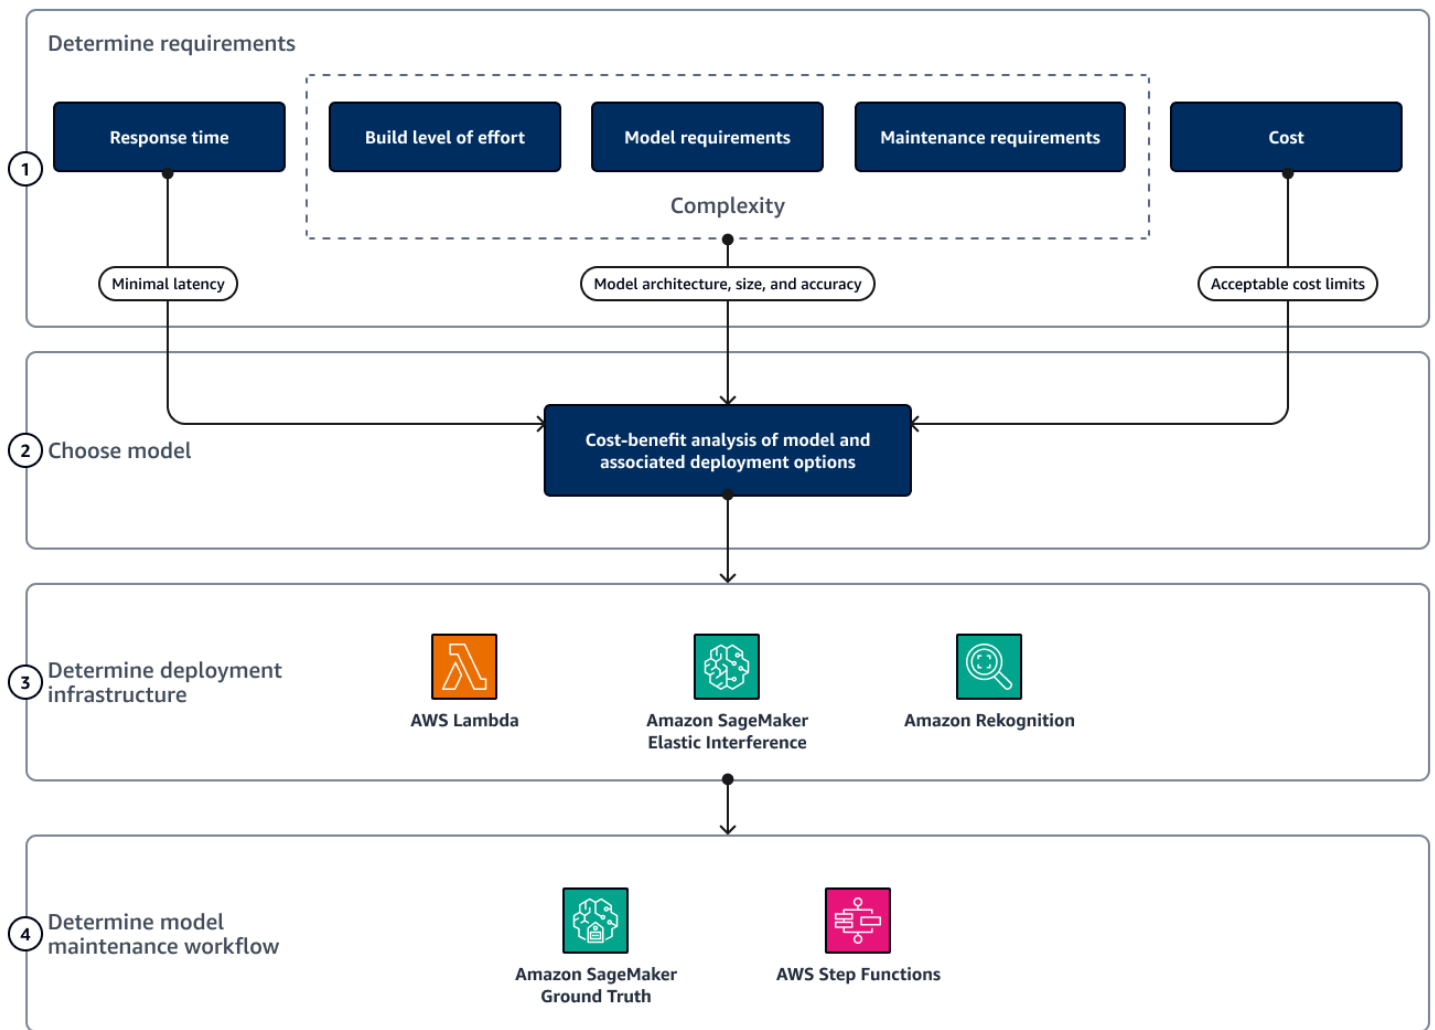 Determine requirements
Response time
Build level of effort
Model requirements
Maintenance requirements
Cost
1
Complexity
Minimal latency
Model architecture, size, and accuracy
Acceptable cost limits
2
Choose model
Cost-benefit analysis of model and
associated deployment options
3
Determine deployment
infrastructure
AWS Lambda
Amazon SageMaker
Elastic Interference
Amazon Rekognition
4
Determine model
maintenance workflow
Amazon SageMaker
Ground Truth
AWS Step Functions